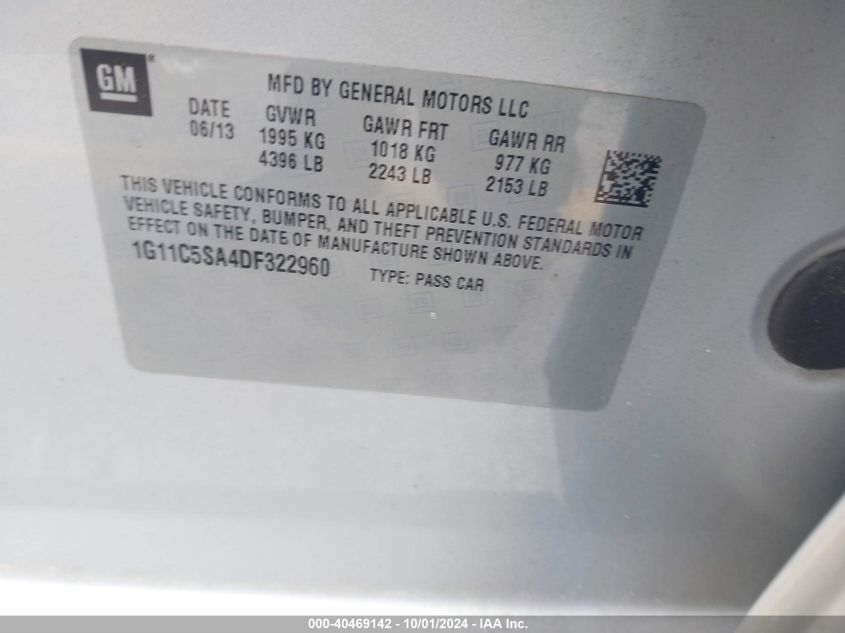 GM®
MFD BY GENERAL MOTORS LLC
DATE GVWR GAWR FRT GAWR RR
06/13 1995 KG 1018 KG 977 KG
4396 LB 2243 LB 2153 LB
THIS VEHICLE CONFORMS TO ALL APPLICABLE U.S. FEDERAL MOTOR
VEHICLE SAFETY, BUMPER, AND THEFT PREVENTION STANDARDS IN
EFFECT ON THE DATE OF MANUFACTURE SHOWN ABOVE.
1G11C5SA4DF322960 TYPE: PASS CAR
000-40469142 - 10/01/2024 - IAA Inc.